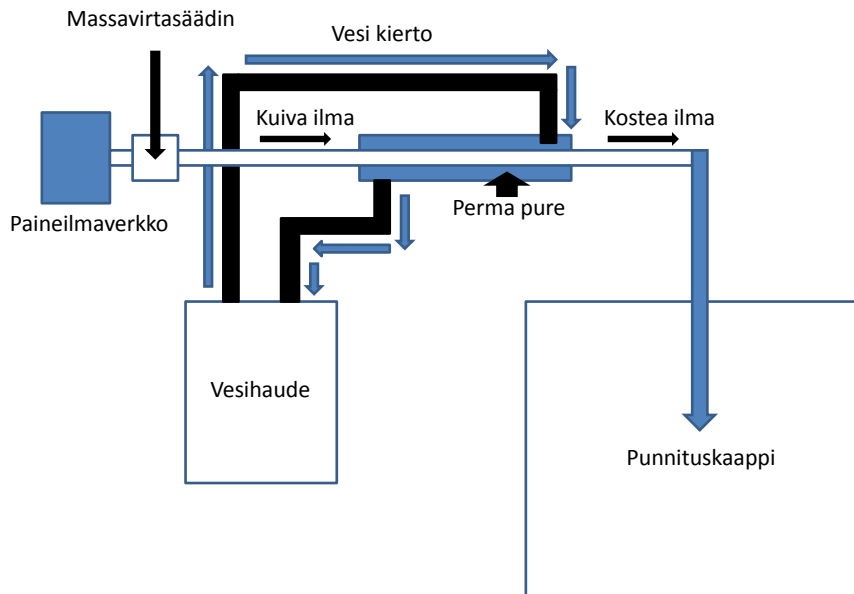 Massavirtasäädin
Vesi kierto
Kuiva ilma
Kostea ilma
Paineilmaverkko
Perma pure
Vesihaude
Punnituskaappi